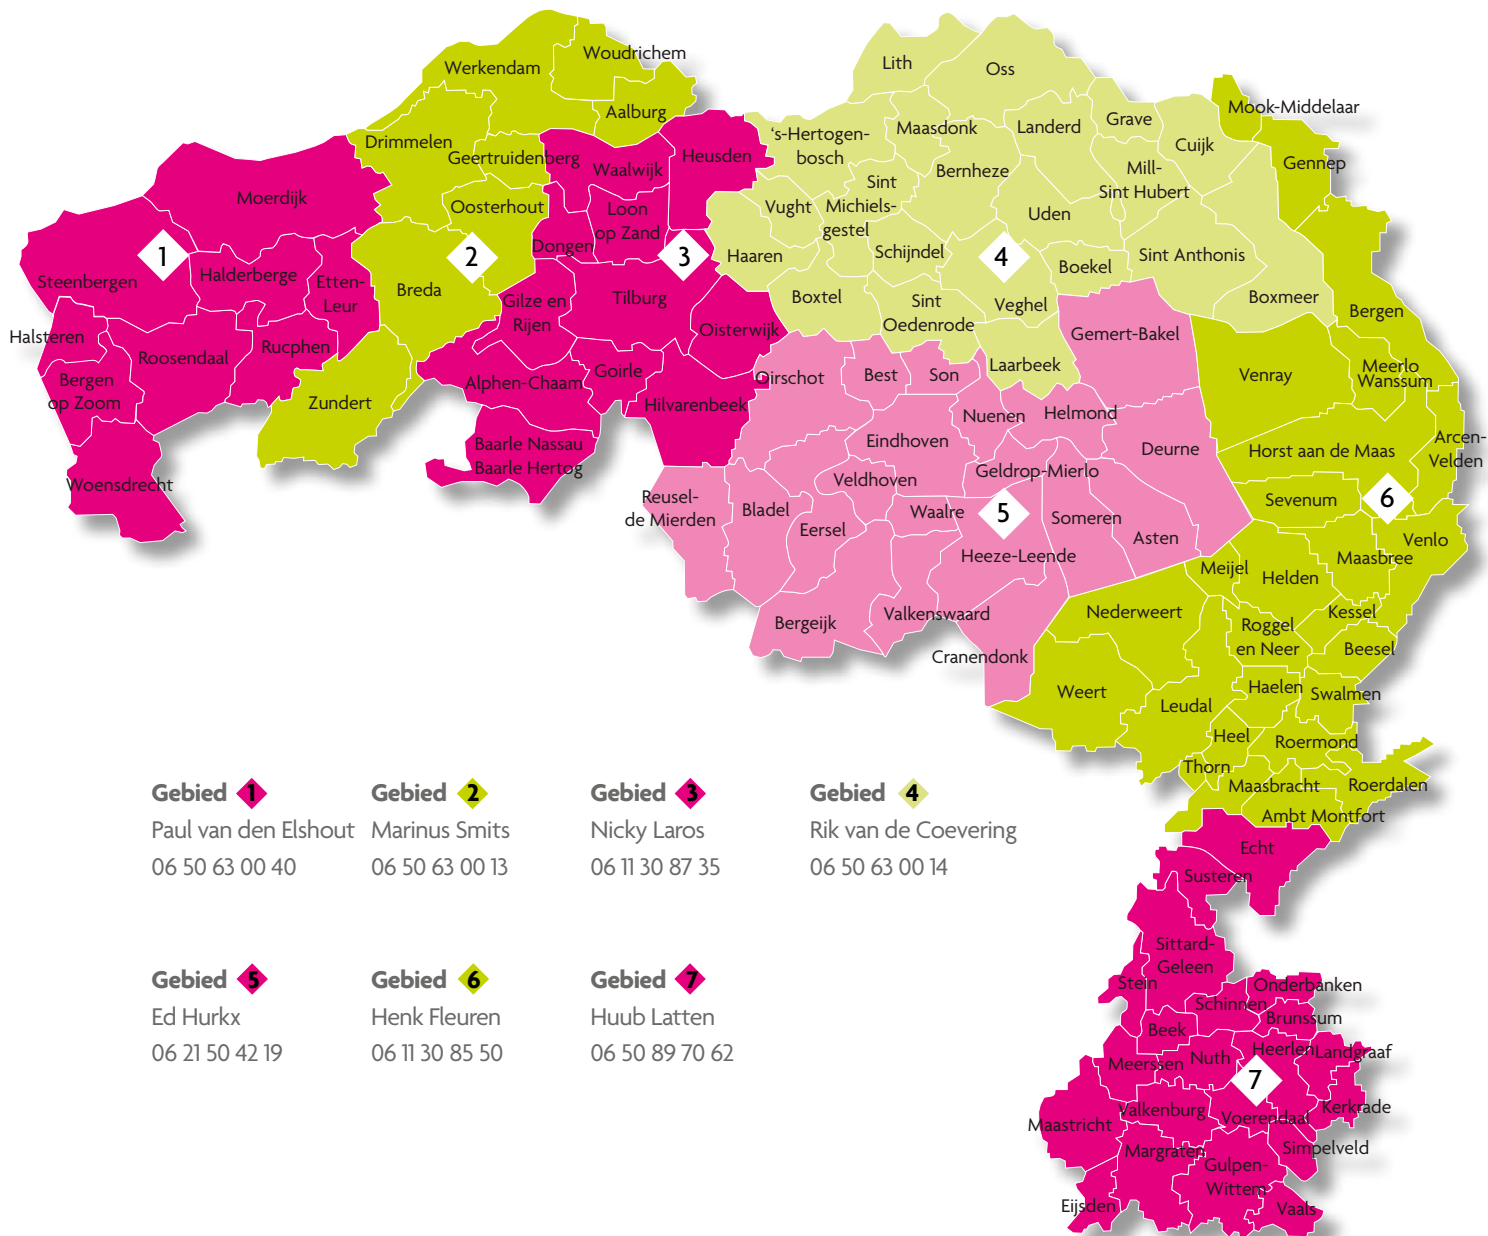 Woudrichem
Werkendam
Aalburg
Drimmelen
Geertruidenberg
Oosterhout
2
Breda
Zundert
Moerdijk
1
Steenbergen
Halderberge
Etten-
Leur
Halsteren
Roosendaal
Rucphen
Bergen
op Zoom
Woensdrecht
Heusden
Waalwijk
Loon
op Zand
Dongen
3
Gilze en
Rijen
Tilburg
Oisterwijk
Alphen-Chaam
Goirle
Hilvarenbeek
Baarle Nassau
Baarle Hertog
Lith
Oss
's-Hertogen-
bosch
Maasdonk
Landerd
Grave
Cuijk
Bernheze
Mill-
Sint Hubert
Sint
Michiels-
gestel
Vught
Uden
Haaren
Schijndel
4
Boekel
Sint Anthonis
Boxtel
Sint
Oedenrode
Veghel
Boxmeer
Laarbeek
Gemert-Bakel
Oirschot
Best
Son
Nuenen
Helmond
Eindhoven
Deurne
Geldrop-Mierlo
Veldhoven
Reusel-
de Mierden
Bladel
Eersel
Waalre
5
Someren
Asten
Heeze-Leende
Bergeijk
Valkenswaard
Cranendonk
Mook-Middelaar
Gennep
Bergen
Venray
Meerlo
Wanssum
Horst aan de Maas
Arcen-
Velden
Sevenum
6
Venlo
Maasbree
Meijel
Helden
Nederweert
Kessel
Roggel
en Neer
Beesel
Weert
Haelen
Swalmen
Leudal
Heel
Roermond
Thorn
Maasbracht
Roerdalen
Ambt Montfort
Echt
Susteren
Sittard-
Geleen
Stein
Onderbanken
Schinnen
Brunssum
Beek
Heerlen
Landgraaf
Meerssen
Nuth
7
Valkenburg
Voerendaal
Kerkrade
Maastricht
Margraten
Simpelveld
Gulpen-
Wittem
Eijsden
Vaals
Gebied 1
Paul van den Elshout
06 50 63 00 40
Gebied 2
Marinus Smits
06 50 63 00 13
Gebied 3
Nicky Laros
06 11 30 87 35
Gebied 4
Rik van de Coevering
06 50 63 00 14
Gebied 5
Ed Hurkx
06 21 50 42 19
Gebied 6
Henk Fleuren
06 11 30 85 50
Gebied 7
Huub Latten
06 50 89 70 62